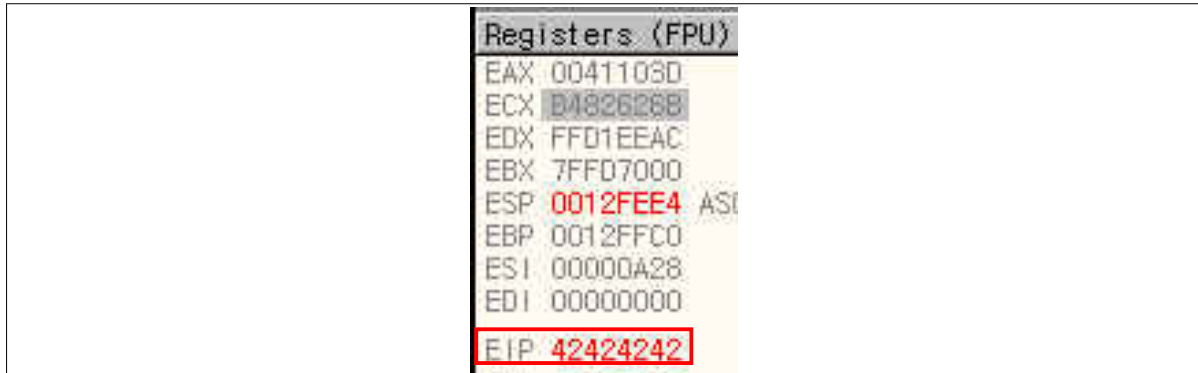 Registers (FPU)
EAX 0041103D
ECX B482626B
EDX FFD1EEAC
EBX 7FFD7000
ESP 0012FEE4
EBP 0012FFC0
ESI 00000A28
EDI 00000000
EIP 42424242